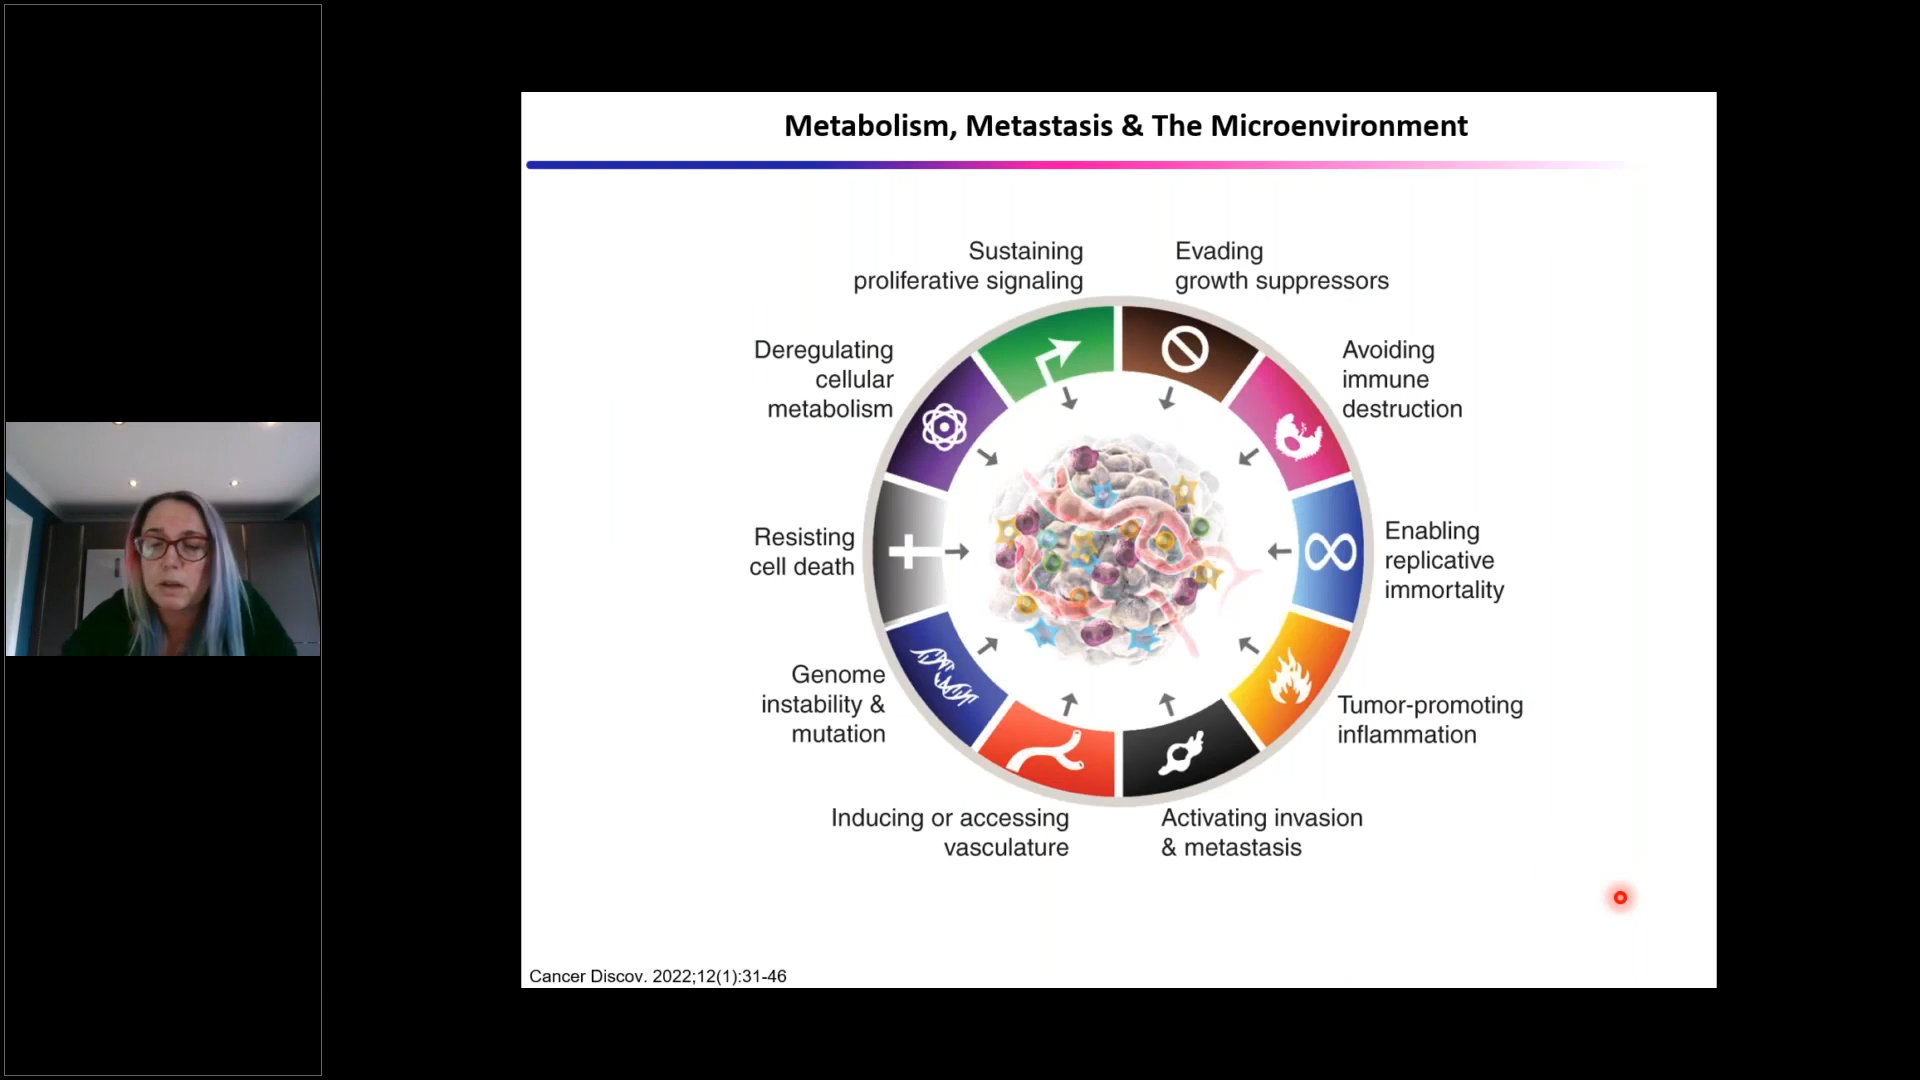 Metabolism, Metastasis & The Microenvironment
Sustaining
proliferative signaling
Evading
growth suppressors
Deregulating
cellular
metabolism
Avoiding
immune
destruction
Resisting
cell death
Enabling
replicative
immortality
Genome
instability &
mutation
Tumor-promoting
inflammation
Inducing or accessing
vasculature
Activating invasion
& metastasis
Cancer Discov. 2022;12(1):31-46